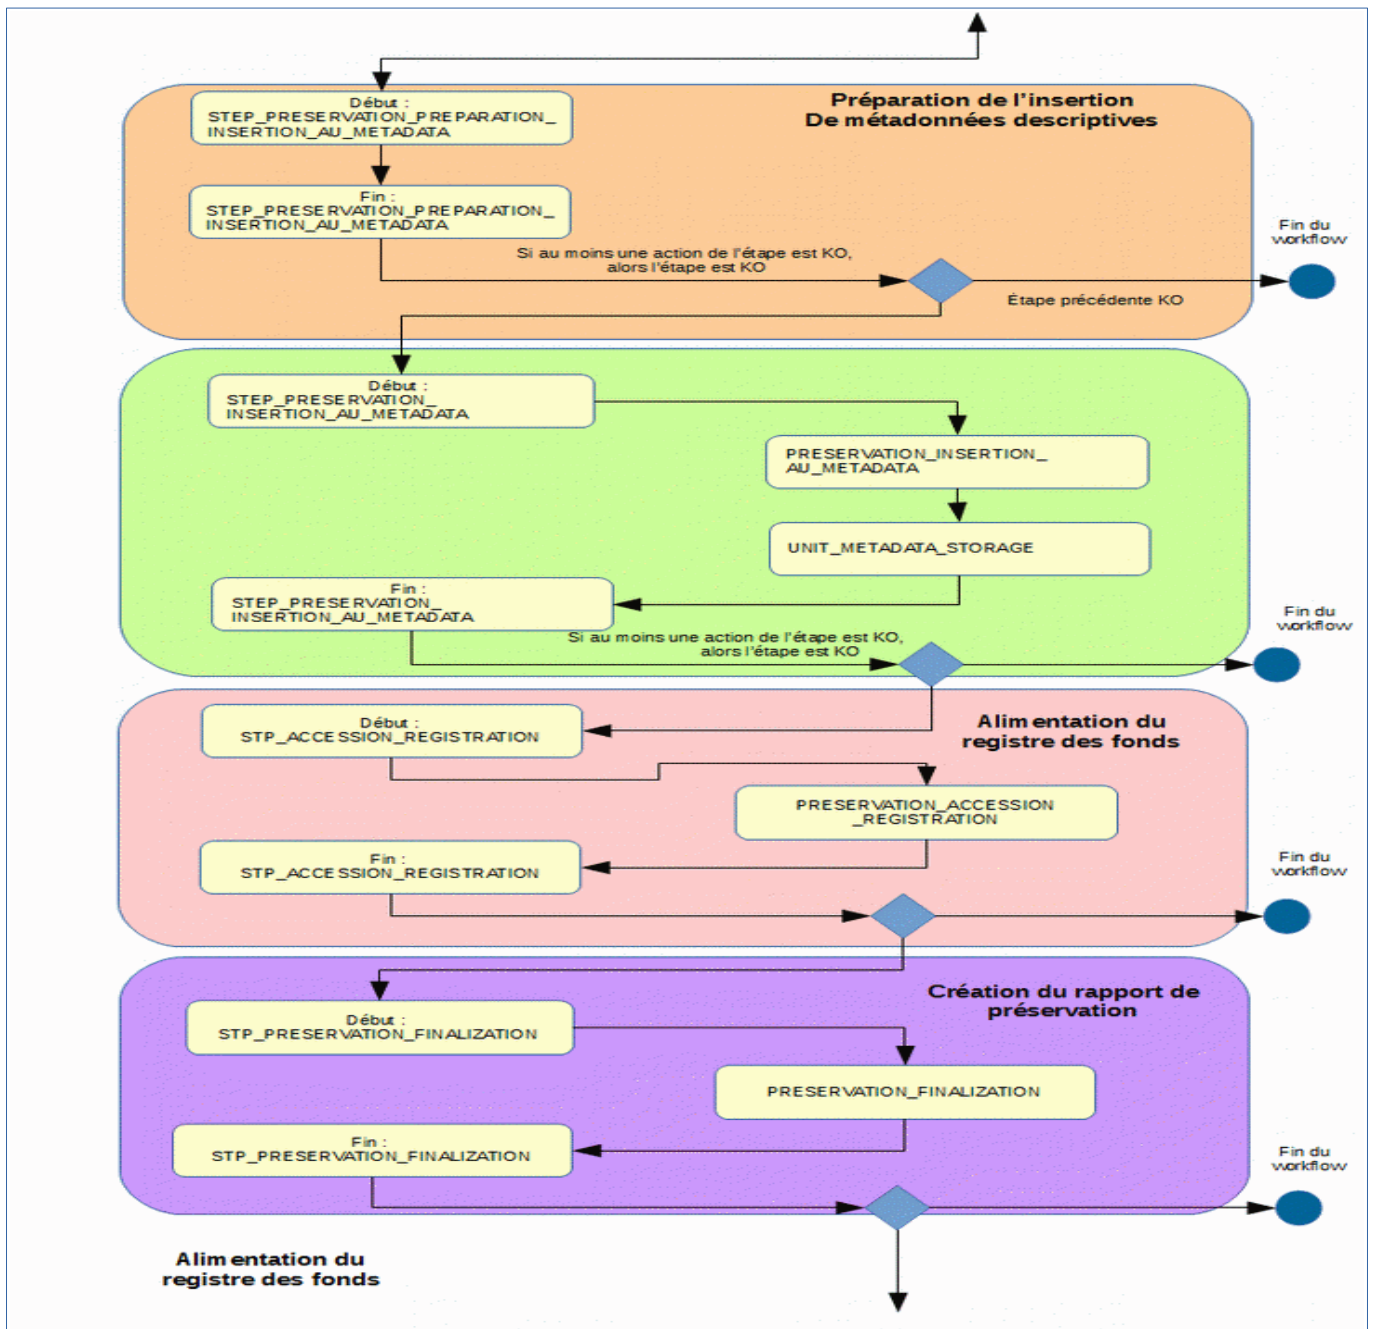 Préparation de l'insertion
De métadonnées descriptives
Début :
STEP_PRESERVATION_PREPARATION_
INSERTION_AU_METADATA
Fin :
STEP_PRESERVATION_PREPARATION_
INSERTION_AU_METADATA
Fin du
workflow
Si au moins une action de l'étape est KO,
alors l'étape est KO
Étape précédente KO
Début :
STEP_PRESERVATION_
INSERTION_AU_METADATA
PRESERVATION_INSERTION_
AU_METADATA
UNIT_METADATA_STORAGE
Fin :
STEP_PRESERVATION_
INSERTION_AU_METADATA
Fin du
workflow
Si au moins une action de l'étape est KO,
alors l'étape est KO
Début :
STP_ACCESSION_REGISTRATION
Alimentation du
registre des fonds
PRESERVATION_ACCESSION
_REGISTRATION
Fin :
STP_ACCESSION_REGISTRATION
Fin du
workflow
Création du rapport de
préservation
Début :
STP_PRESERVATION_FINALIZATION
PRESERVATION_FINALIZATION
Fin :
STP_PRESERVATION_FINALIZATION
Fin du
workflow
Alimentation du
registre des fonds